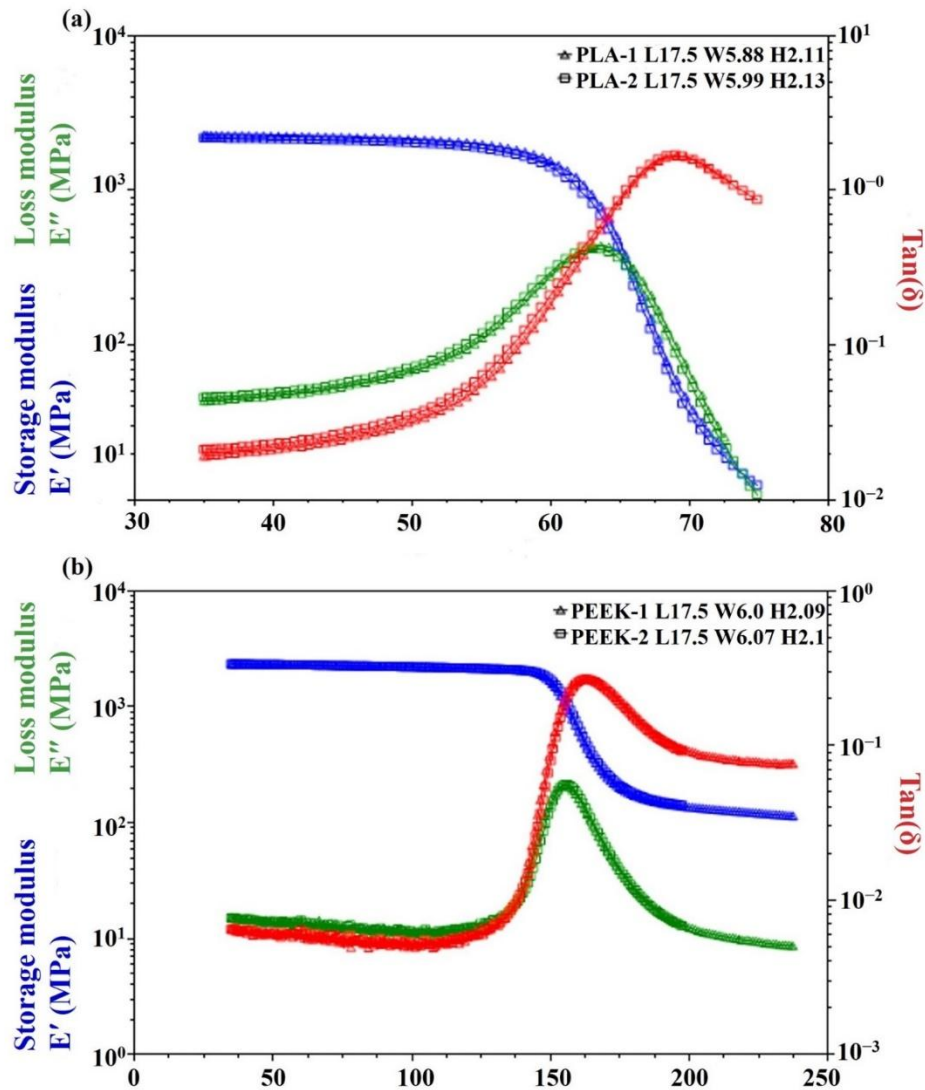 (a)
10⁴
10³
10²
10¹
Loss modulus
E″ (MPa)
Storage modulus
E′ (MPa)
PLA-1 L17.5 W5.88 H2.11
PLA-2 L17.5 W5.99 H2.13
10¹
10⁻⁰
10⁻¹
10⁻²
Tan(δ)
30 40 50 60 70 80
(b)
10⁴
10³
10²
10¹
10⁰
Loss modulus
E″ (MPa)
Storage modulus
E′ (MPa)
PEEK-1 L17.5 W6.0 H2.09
PEEK-2 L17.5 W6.07 H2.1
10⁰
10⁻¹
10⁻²
10⁻³
Tan(δ)
0 50 100 150 200 250